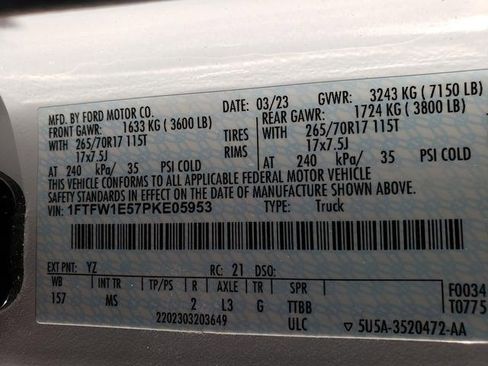 MFD. BY FORD MOTOR CO. DATE: 03/23 GVWR: 3243 KG (7150 LB)
FRONT GAWR: 1633 KG (3600 LB) REAR GAWR: 1724 KG (3800 LB)
WITH 265/70R17 115T TIRES WITH 265/70R17 115T
17x7.5J RIMS 17x7.5J
AT 240 kPa/ 35 PSI COLD AT 240 kPa/ 35 PSI COLD
THIS VEHICLE CONFORMS TO ALL APPLICABLE FEDERAL MOTOR VEHICLE
SAFETY STANDARDS IN EFFECT ON THE DATE OF MANUFACTURE SHOWN ABOVE.
VIN: 1FTFW1E57PKE05953 TYPE: Truck
EXT PNT: YZ RC: 21 DSO:
WB INT TR TP/PS R AXLE TR SPR F0034
157 MS 2 L3 G TTBB T0775
2202303203649 ULC 5U5A-3520472-AA